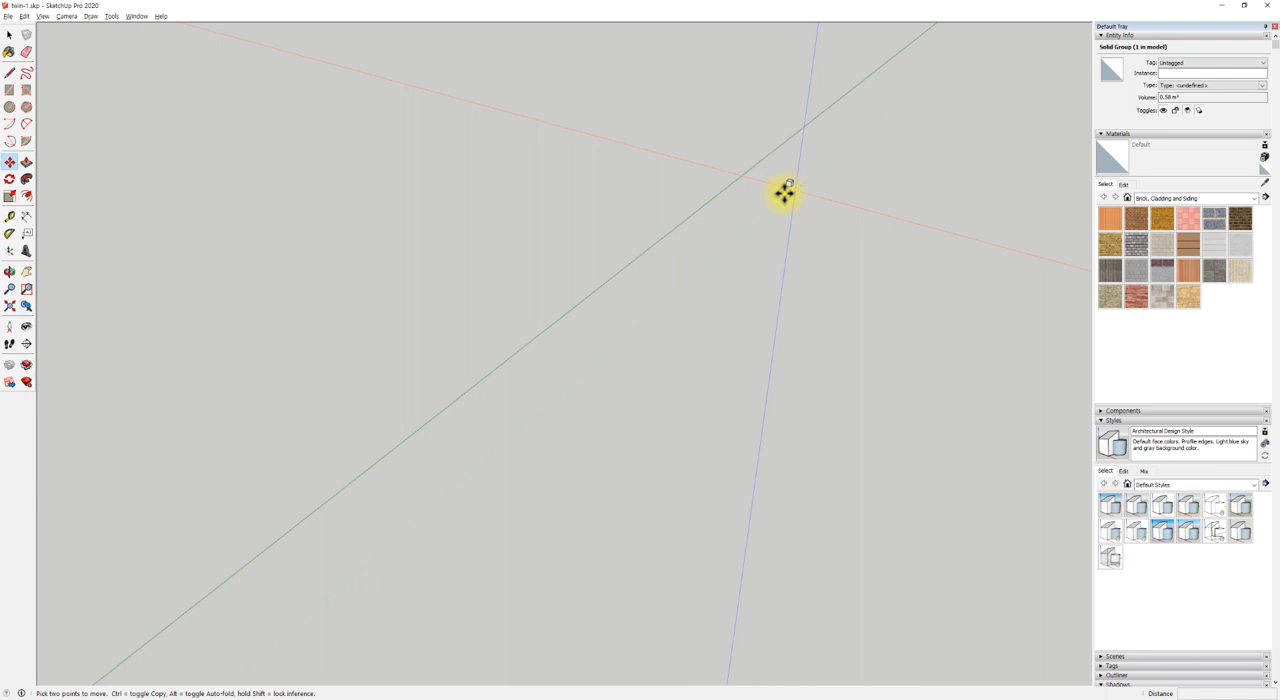 twin-1.skp - SketchUp Pro 2020
File Edit View Camera Draw Tools Window Help
Default Tray
Entity Info
Solid Group (1 in model)
Tag: Untagged
Instance:
Type: Type: <undefined>
Volume: 0.58 m³
Toggles:
Materials
Default
Select Edit
Brick, Cladding and Siding
Components
Styles
Architectural Design Style
Default face colors. Profile edges. Light blue sky
and gray background color.
Select Edit Mix
Default Styles
Scenes
Tags
Outliner
Shadows
Pick two points to move. Ctrl = toggle Copy, Alt = toggle Auto-fold, hold Shift = lock inference.
Distance